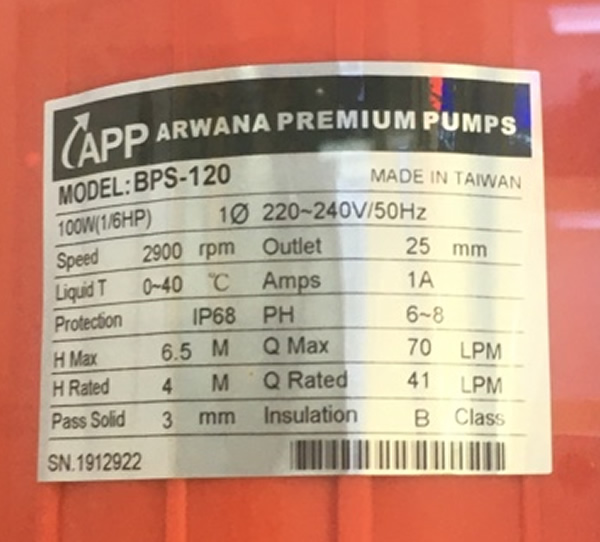 APP ARWANA PREMIUM PUMPS
MODEL: BPS-120 MADE IN TAIWAN
100W(1/6HP) 1Ø 220~240V/50Hz
Speed 2900 rpm Outlet 25 mm
Liquid T 0~40 °C Amps 1A
Protection IP68 PH 6~8
H Max 6.5 M Q Max 70 LPM
H Rated 4 M Q Rated 41 LPM
Pass Solid 3 mm Insulation B Class
SN.1912922